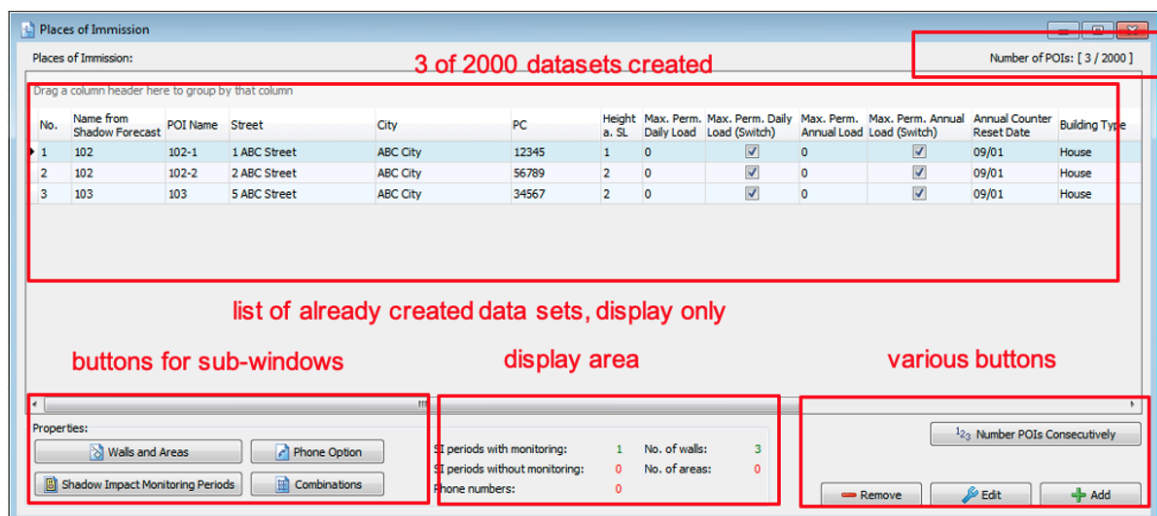 Places of Immission
Places of Immission:
Number of POIs: [ 3 / 2000 ]
3 of 2000 datasets created
Drag a column header here to group by that column
No. Name from Shadow Forecast POI Name Street City PC Height a. SL Max. Perm. Daily Load Max. Perm. Daily Load (Switch) Max. Perm. Annual Load Max. Perm. Annual Load (Switch) Annual Counter Reset Date Building Type
1 102 102-1 1 ABC Street ABC City 12345 1 0 0 09/01 House
2 102 102-2 2 ABC Street ABC City 56789 2 0 0 09/01 House
3 103 103 5 ABC Street ABC City 34567 2 0 0 09/01 House
list of already created data sets, display only
buttons for sub-windows
display area
various buttons
Properties:
Walls and Areas Phone Option
Shadow Impact Monitoring Periods Combinations
SI periods with monitoring: 1 No. of walls: 3
SI periods without monitoring: 0 No. of areas: 0
Phone numbers: 0
123 Number POIs Consecutively
Remove Edit Add